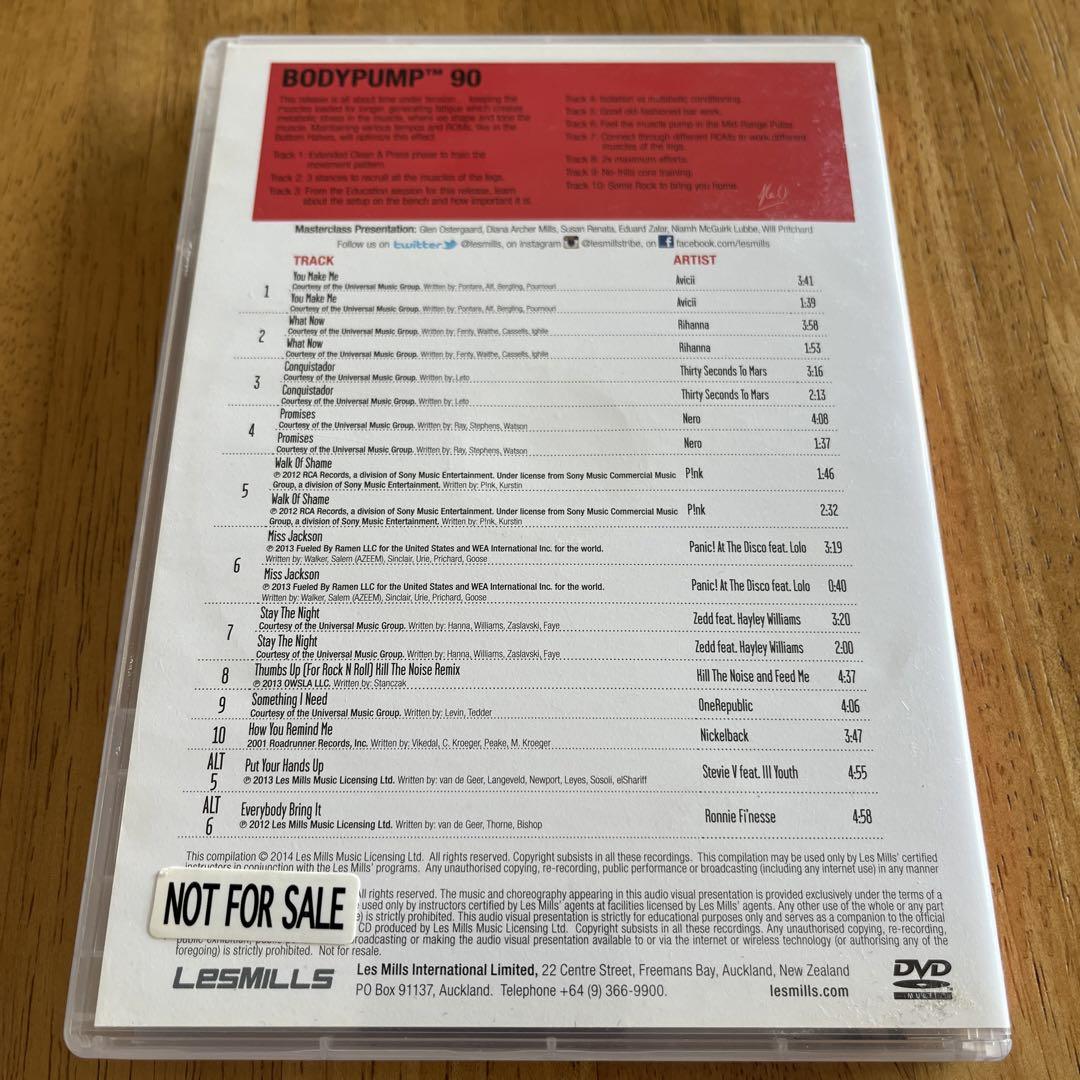 BODYPUMP™ 90
This release is all about time under tension... keeping the
muscles loaded for longer, generating fatigue which creates
metabolic stress in the muscle, where we shape and tone the
muscle. Maintaining various tempos and ROMs, like in the
Bottom Halves, will optimize this effect.
Track 1: Extended Clean & Press phase to train the
movement pattern.
Track 2: 3 stances to recruit all the muscles of the legs.
Track 3: From the Education session for this release, learn
about the setup on the bench and how important it is.
Track 4: Isolation vs multibolic conditioning.
Track 5: Good old-fashioned bar work.
Track 6: Feel the muscle pump in the Mid-Range Pulse.
Track 7: Connect through different ROMs to work different
muscles of the legs.
Track 8: 2x maximum efforts.
Track 9: No-frills core training.
Track 10: Some Rock to bring you home.
Masterclass Presentation: Glen Ostergaard, Diana Archer Mills, Susan Renata, Eduard Zalar, Niamh McGuirk Lubbe, Will Pritchard
Follow us on twitter @lesmills, on instagram @lesmillstribe, on f facebook.com/lesmills
TRACK ARTIST
1 You Make Me Avicii 3:41
Courtesy of the Universal Music Group. Written by: Pontare, Alf, Bergling, Pournouri
You Make Me Avicii 1:39
Courtesy of the Universal Music Group. Written by: Pontare, Alf, Bergling, Pournouri
2 What Now Rihanna 3:58
Courtesy of the Universal Music Group. Written by: Fenty, Waithe, Cassells, Ighile
What Now Rihanna 1:53
Courtesy of the Universal Music Group. Written by: Fenty, Waithe, Cassells, Ighile
3 Conquistador Thirty Seconds To Mars 3:16
Courtesy of the Universal Music Group. Written by: Leto
Conquistador Thirty Seconds To Mars 2:13
Courtesy of the Universal Music Group. Written by: Leto
4 Promises Nero 4:08
Courtesy of the Universal Music Group. Written by: Ray, Stephens, Watson
Promises Nero 1:37
Courtesy of the Universal Music Group. Written by: Ray, Stephens, Watson
5 Walk Of Shame P!nk 1:46
℗ 2012 RCA Records, a division of Sony Music Entertainment. Under license from Sony Music Commercial Music
Group, a division of Sony Music Entertainment. Written by: P!nk, Kurstin
Walk Of Shame P!nk 2:32
℗ 2012 RCA Records, a division of Sony Music Entertainment. Under license from Sony Music Commercial Music
Group, a division of Sony Music Entertainment. Written by: P!nk, Kurstin
6 Miss Jackson Panic! At The Disco feat. Lolo 3:19
℗ 2013 Fueled By Ramen LLC for the United States and WEA International Inc. for the world.
Written by: Walker, Salem (AZEEM), Sinclair, Urie, Prichard, Goose
Miss Jackson Panic! At The Disco feat. Lolo 0:40
℗ 2013 Fueled By Ramen LLC for the United States and WEA International Inc. for the world.
Written by: Walker, Salem (AZEEM), Sinclair, Urie, Prichard, Goose
7 Stay The Night Zedd feat. Hayley Williams 3:20
Courtesy of the Universal Music Group. Written by: Hanna, Williams, Zaslavski, Faye
Stay The Night Zedd feat. Hayley Williams 2:00
Courtesy of the Universal Music Group. Written by: Hanna, Williams, Zaslavski, Faye
8 Thumbs Up (For Rock N Roll) Kill The Noise Remix Kill The Noise and Feed Me 4:37
℗ 2013 OWSLA LLC. Written by: Stanczak
9 Something I Need OneRepublic 4:06
Courtesy of the Universal Music Group. Written by: Levin, Tedder
10 How You Remind Me Nickelback 3:47
2001 Roadrunner Records, Inc. Written by: Vikedal, C. Kroeger, Peake, M. Kroeger
ALT 5 Put Your Hands Up Stevie V feat. Ill Youth 4:55
℗ 2013 Les Mills Music Licensing Ltd. Written by: van de Geer, Langeveld, Newport, Leyes, Sosoli, elShariff
ALT 6 Everybody Bring It Ronnie Fi'nesse 4:58
℗ 2012 Les Mills Music Licensing Ltd. Written by: van de Geer, Thorne, Bishop
This compilation © 2014 Les Mills Music Licensing Ltd. All rights reserved. Copyright subsists in all these recordings. This compilation may be used only by Les Mills' certified
instructors in conjunction with the Les Mills' programs. Any unauthorised copying, re-recording, public performance or broadcasting (including any internet use) in any manner
NOT FOR SALE
ll rights reserved. The music and choreography appearing in this audio visual presentation is provided exclusively under the terms of a
used only by instructors certified by Les Mills' agents at facilities licensed by Les Mills' agents. Any other use of the whole or any part
e) is strictly prohibited. This audio visual presentation is strictly for educational purposes only and serves as a companion to the official
CD produced by Les Mills Music Licensing Ltd. Copyright subsists in all these recordings. Any unauthorised copying, re-recording,
public exhibition, public roadcasting or making the audio visual presentation available to or via the internet or wireless technology (or authorising any of the
foregoing) is strictly prohibited. Not for resale.
LESMILLS
Les Mills International Limited, 22 Centre Street, Freemans Bay, Auckland, New Zealand
PO Box 91137, Auckland. Telephone +64 (9) 366-9900. lesmills.com
DVD